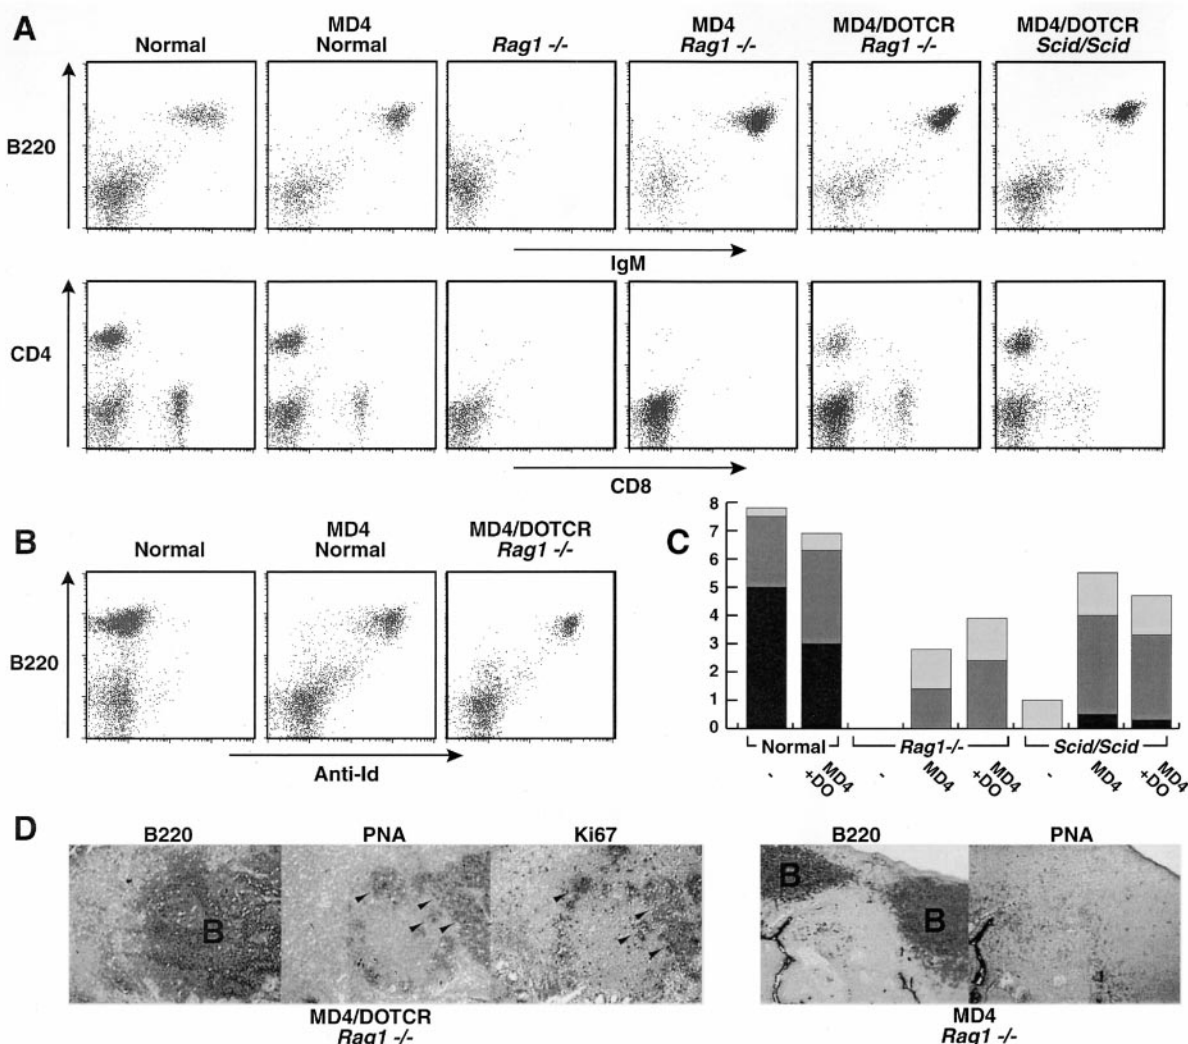 A
Normal
MD4
Normal
Rag1 -/-
MD4
Rag1 -/-
MD4/DOTCR
Rag1 -/-
MD4/DOTCR
Scid/Scid
B220
IgM
CD4
CD8
B
Normal
MD4
Normal
MD4/DOTCR
Rag1 -/-
B220
Anti-Id
C
8
7
6
5
4
3
2
1
0
Normal
Rag1-/-
Scid/Scid
-
MD4
+DO
-
MD4
MD4
+DO
-
MD4
MD4
+DO
D
B220
PNA
Ki67
B
MD4/DOTCR
Rag1 -/-
B220
PNA
B
B
MD4
Rag1 -/-